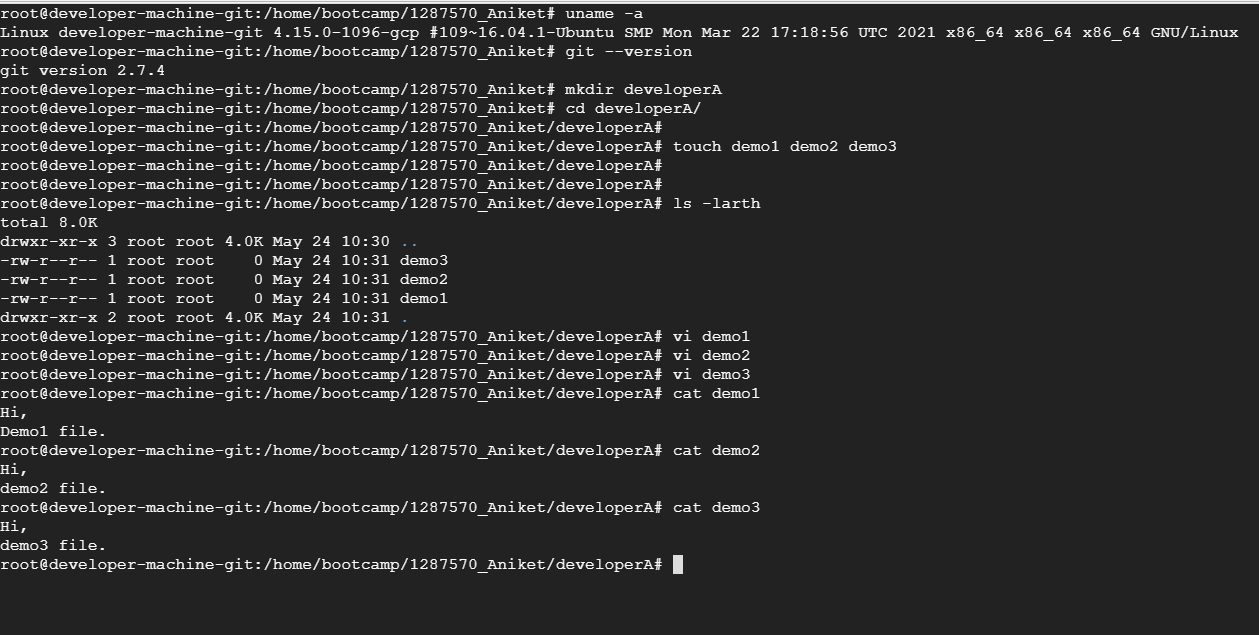 root@developer-machine-git:/home/bootcamp/1287570_Aniket# uname -a
Linux developer-machine-git 4.15.0-1096-gcp #109~16.04.1-Ubuntu SMP Mon Mar 22 17:18:56 UTC 2021 x86_64 x86_64 x86_64 GNU/Linux
root@developer-machine-git:/home/bootcamp/1287570_Aniket# git --version
git version 2.7.4
root@developer-machine-git:/home/bootcamp/1287570_Aniket# mkdir developerA
root@developer-machine-git:/home/bootcamp/1287570_Aniket# cd developerA/
root@developer-machine-git:/home/bootcamp/1287570_Aniket/developerA#
root@developer-machine-git:/home/bootcamp/1287570_Aniket/developerA# touch demo1 demo2 demo3
root@developer-machine-git:/home/bootcamp/1287570_Aniket/developerA#
root@developer-machine-git:/home/bootcamp/1287570_Aniket/developerA#
root@developer-machine-git:/home/bootcamp/1287570_Aniket/developerA# ls -larth
total 8.0K
drwxr-xr-x 3 root root 4.0K May 24 10:30 ..
-rw-r--r-- 1 root root    0 May 24 10:31 demo3
-rw-r--r-- 1 root root    0 May 24 10:31 demo2
-rw-r--r-- 1 root root    0 May 24 10:31 demo1
drwxr-xr-x 2 root root 4.0K May 24 10:31 .
root@developer-machine-git:/home/bootcamp/1287570_Aniket/developerA# vi demo1
root@developer-machine-git:/home/bootcamp/1287570_Aniket/developerA# vi demo2
root@developer-machine-git:/home/bootcamp/1287570_Aniket/developerA# vi demo3
root@developer-machine-git:/home/bootcamp/1287570_Aniket/developerA# cat demo1
Hi,
Demo1 file.
root@developer-machine-git:/home/bootcamp/1287570_Aniket/developerA# cat demo2
Hi,
demo2 file.
root@developer-machine-git:/home/bootcamp/1287570_Aniket/developerA# cat demo3
Hi,
demo3 file.
root@developer-machine-git:/home/bootcamp/1287570_Aniket/developerA#